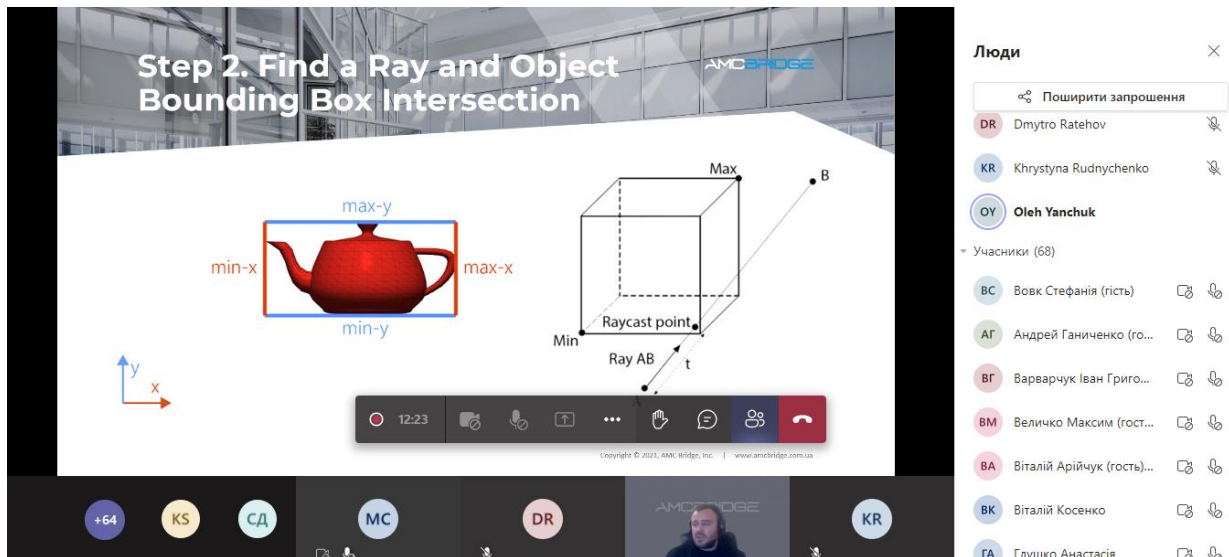 Step 2. Find a Ray and Object
Bounding Box Intersection
AMCBRIDGE
max-y
min-x
max-x
min-y
y
x
Max
B
Min
Raycast point
Ray AB
t
A
12:23
Copyright © 2021, AMC Bridge, Inc. | www.amcbridge.com.ua
+64
KS
СД
MC
DR
AMCBRIDGE
KR
Люди
Поширити запрошення
DR Dmytro Ratehov
KR Khrystyna Rudnychenko
OY Oleh Yanchuk
Учасники (68)
ВС Вовк Стефанія (гість)
АГ Андрей Ганиченко (го...
ВГ Варварчук Іван Григо...
ВМ Величко Максим (гост...
ВА Віталій Арійчук (гость)...
ВК Віталій Косенко
ГА Глушко Анастасія